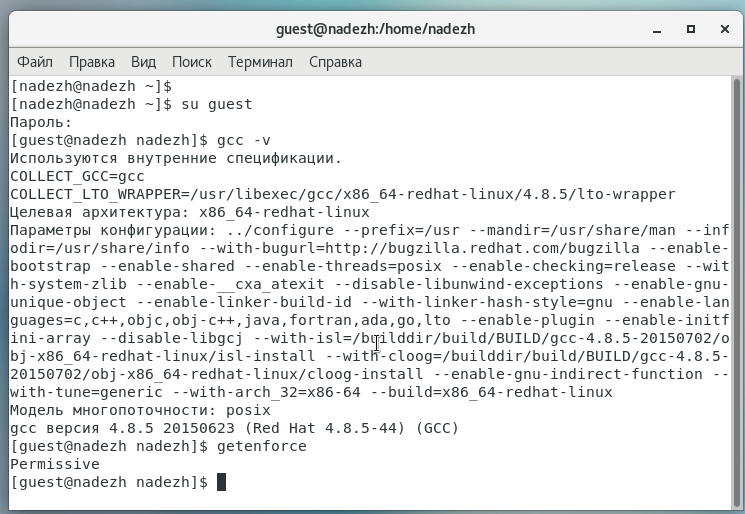 guest@nadezh:/home/nadezh
Файл Правка Вид Поиск Терминал Справка
[nadezh@nadezh ~]$
[nadezh@nadezh ~]$ su guest
Пароль:
[guest@nadezh nadezh]$ gcc -v
Используются внутренние спецификации.
COLLECT_GCC=gcc
COLLECT_LTO_WRAPPER=/usr/libexec/gcc/x86_64-redhat-linux/4.8.5/lto-wrapper
Целевая архитектура: x86_64-redhat-linux
Параметры конфигурации: ../configure --prefix=/usr --mandir=/usr/share/man --inf
odir=/usr/share/info --with-bugurl=http://bugzilla.redhat.com/bugzilla --enable-
bootstrap --enable-shared --enable-threads=posix --enable-checking=release --wit
h-system-zlib --enable-__cxa_atexit --disable-libunwind-exceptions --enable-gnu-
unique-object --enable-linker-build-id --with-linker-hash-style=gnu --enable-lan
guages=c,c++,objc,obj-c++,java,fortran,ada,go,lto --enable-plugin --enable-initf
ini-array --disable-libgcj --with-isl=/builddir/build/BUILD/gcc-4.8.5-20150702/o
bj-x86_64-redhat-linux/isl-install --with-cloog=/builddir/build/BUILD/gcc-4.8.5-
20150702/obj-x86_64-redhat-linux/cloog-install --enable-gnu-indirect-function --
with-tune=generic --with-arch_32=x86-64 --build=x86_64-redhat-linux
Модель многопоточности: posix
gcc версия 4.8.5 20150623 (Red Hat 4.8.5-44) (GCC)
[guest@nadezh nadezh]$ getenforce
Permissive
[guest@nadezh nadezh]$